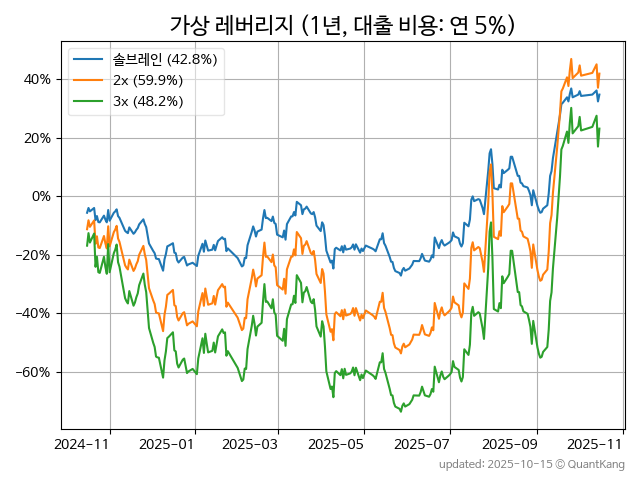 가상 레버리지 (1년, 대출 비용: 연 5%)
솔브레인 (42.8%)
2x (59.9%)
3x (48.2%)
40%
20%
0%
−20%
−40%
−60%
2024-11 2025-01 2025-03 2025-05 2025-07 2025-09 2025-11
updated: 2025-10-15 © QuantKang